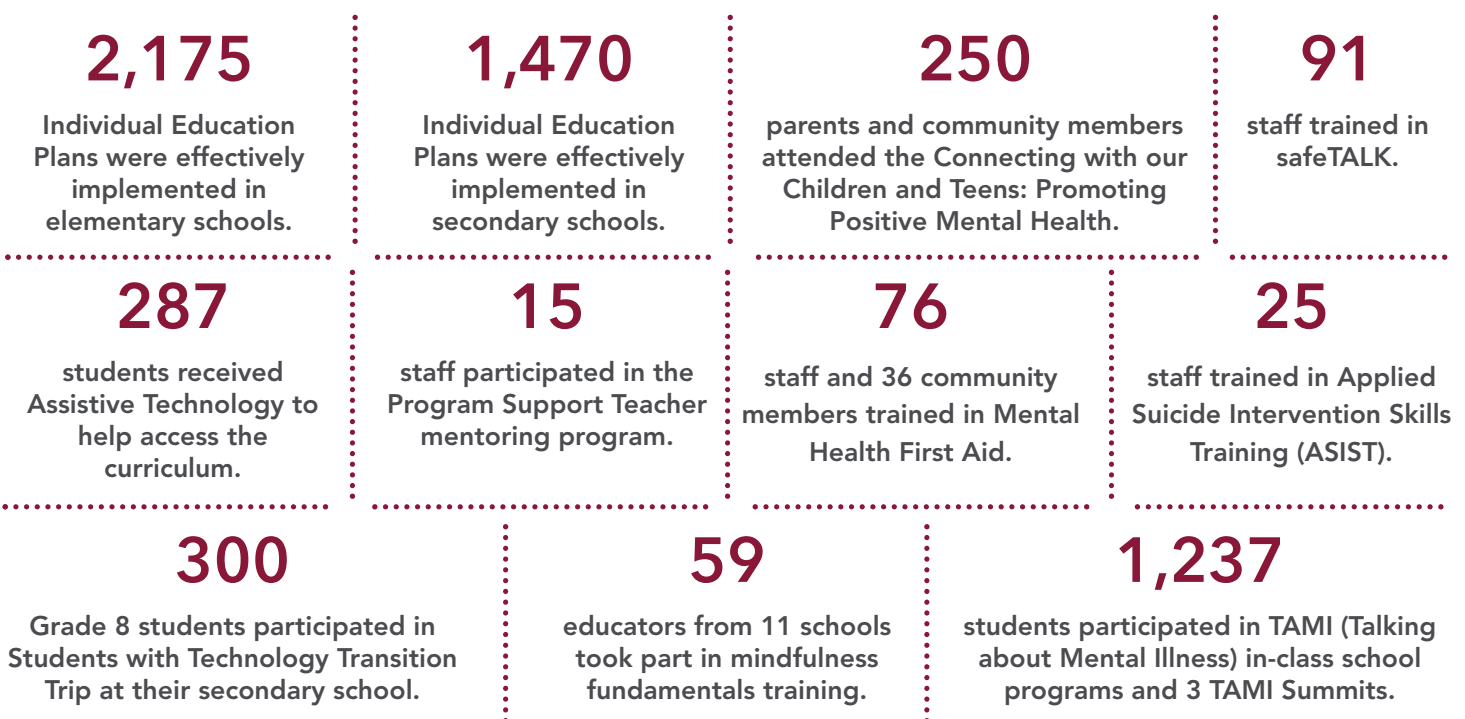 2,175
Individual Education
Plans were effectively
implemented in
elementary schools.
1,470
Individual Education
Plans were effectively
implemented in
secondary schools.
250
parents and community members
attended the Connecting with our
Children and Teens: Promoting
Positive Mental Health.
91
staff trained in
safeTALK.
287
students received
Assistive Technology to
help access the
curriculum.
15
staff participated in the
Program Support Teacher
mentoring program.
76
staff and 36 community
members trained in Mental
Health First Aid.
25
staff trained in Applied
Suicide Intervention Skills
Training (ASIST).
300
Grade 8 students participated in
Students with Technology Transition
Trip at their secondary school.
59
educators from 11 schools
took part in mindfulness
fundamentals training.
1,237
students participated in TAMI (Talking
about Mental Illness) in-class school
programs and 3 TAMI Summits.